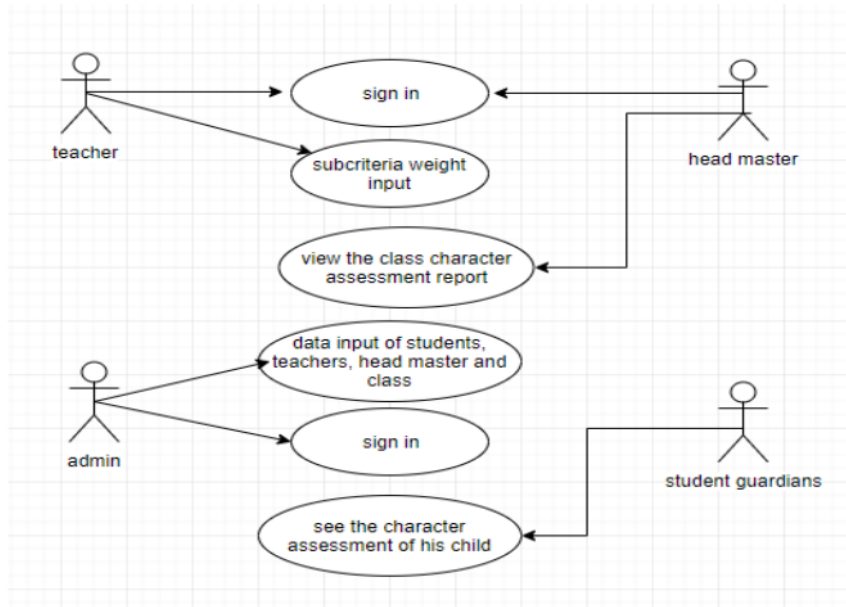 sign in
teacher
head master
subcriteria weight
input
view the class character
assessment report
data input of students,
teachers, head master and
class
admin
sign in
student guardians
see the character
assessment of his child